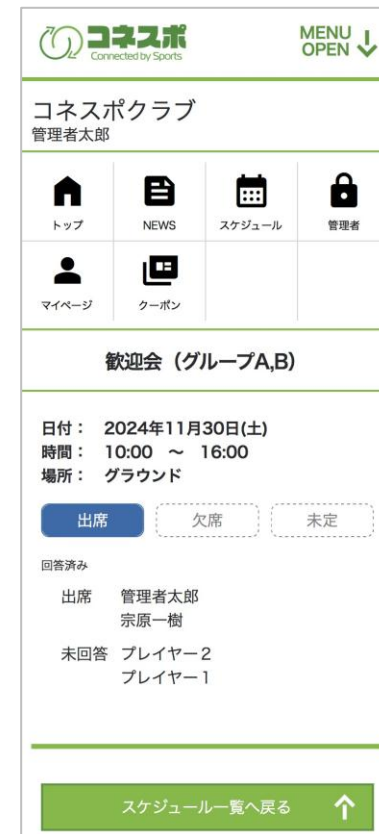 コネスポ
Connected by Sports
MENU
OPEN
コネスポクラブ
管理者太郎
トップ
NEWS
スケジュール
管理者
マイページ
クーポン
歓迎会（グループA,B）
日付： 2024年11月30日(土)
時間： 10:00 ～ 16:00
場所： グラウンド
出席 欠席 未定
回答済み
出席 管理者太郎
宗原一樹
未回答 プレイヤー２
プレイヤー１
スケジュール一覧へ戻る